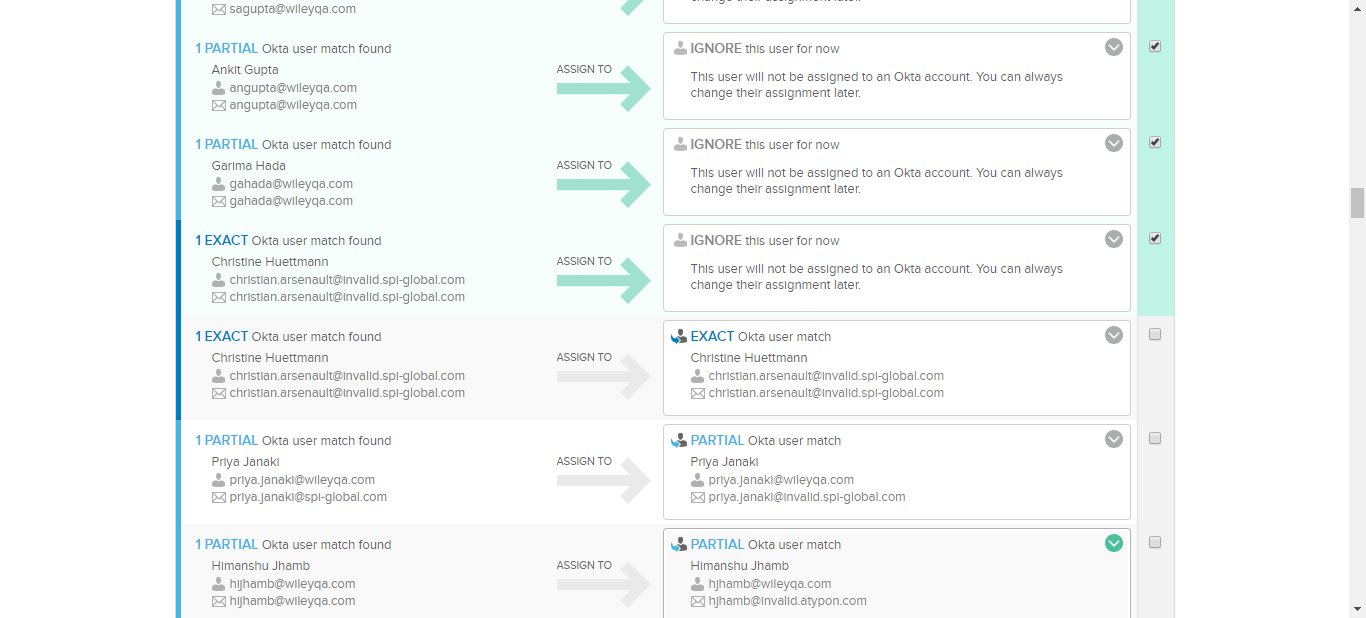 sagupta@wileyqa.com
1 PARTIAL Okta user match found
Ankit Gupta
angupta@wileyqa.com
angupta@wileyqa.com
ASSIGN TO
IGNORE this user for now
This user will not be assigned to an Okta account. You can always
change their assignment later.
1 PARTIAL Okta user match found
Garima Hada
gahada@wileyqa.com
gahada@wileyqa.com
ASSIGN TO
IGNORE this user for now
This user will not be assigned to an Okta account. You can always
change their assignment later.
1 EXACT Okta user match found
Christine Huettmann
christian.arsenault@invalid.spi-global.com
christian.arsenault@invalid.spi-global.com
ASSIGN TO
IGNORE this user for now
This user will not be assigned to an Okta account. You can always
change their assignment later.
1 EXACT Okta user match found
Christine Huettmann
christian.arsenault@invalid.spi-global.com
christian.arsenault@invalid.spi-global.com
ASSIGN TO
EXACT Okta user match
Christine Huettmann
christian.arsenault@invalid.spi-global.com
christian.arsenault@invalid.spi-global.com
1 PARTIAL Okta user match found
Priya Janaki
priya.janaki@wileyqa.com
priya.janaki@spi-global.com
ASSIGN TO
PARTIAL Okta user match
Priya Janaki
priya.janaki@wileyqa.com
priya.janaki@invalid.spi-global.com
1 PARTIAL Okta user match found
Himanshu Jhamb
hijhamb@wileyqa.com
hijhamb@wileyqa.com
ASSIGN TO
PARTIAL Okta user match
Himanshu Jhamb
hjhamb@wileyqa.com
hjhamb@invalid.atypon.com